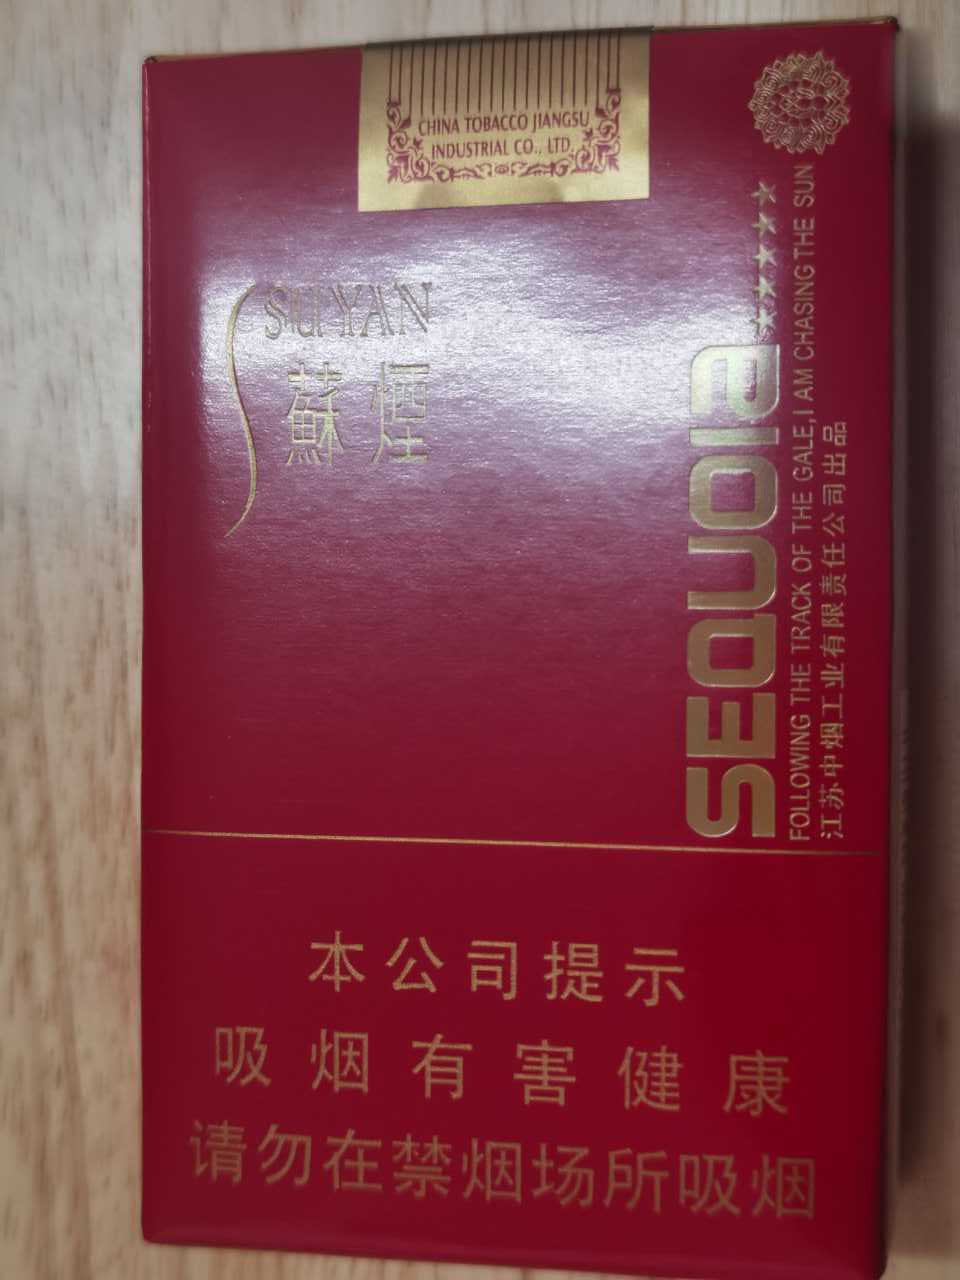 CHINA TOBACCO JIANGSU
INDUSTRIAL CO., LTD.
SUYAN
蘇煙
SEQUOIA
FOLLOWING THE TRACK OF THE GALE,I AM CHASING THE SUN
江苏中烟工业有限责任公司出品
本公司提示
吸烟有害健康
请勿在禁烟场所吸烟